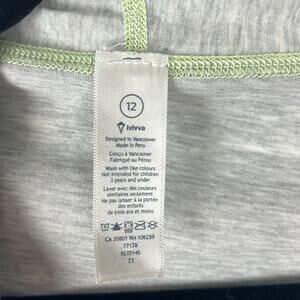 12
ivivva
Designed in Vancouver
Made in Peru
Conçu à Vancouver
Fabriqué au Pérou
Wash with like colours
Not intended for children
3 years and under
Laver avec des couleurs
similaires seulement
Ne pas laisser à la portée
des enfants
de trois ans et moins
CA 35801 RN 106259
77178
IG35145
Z3